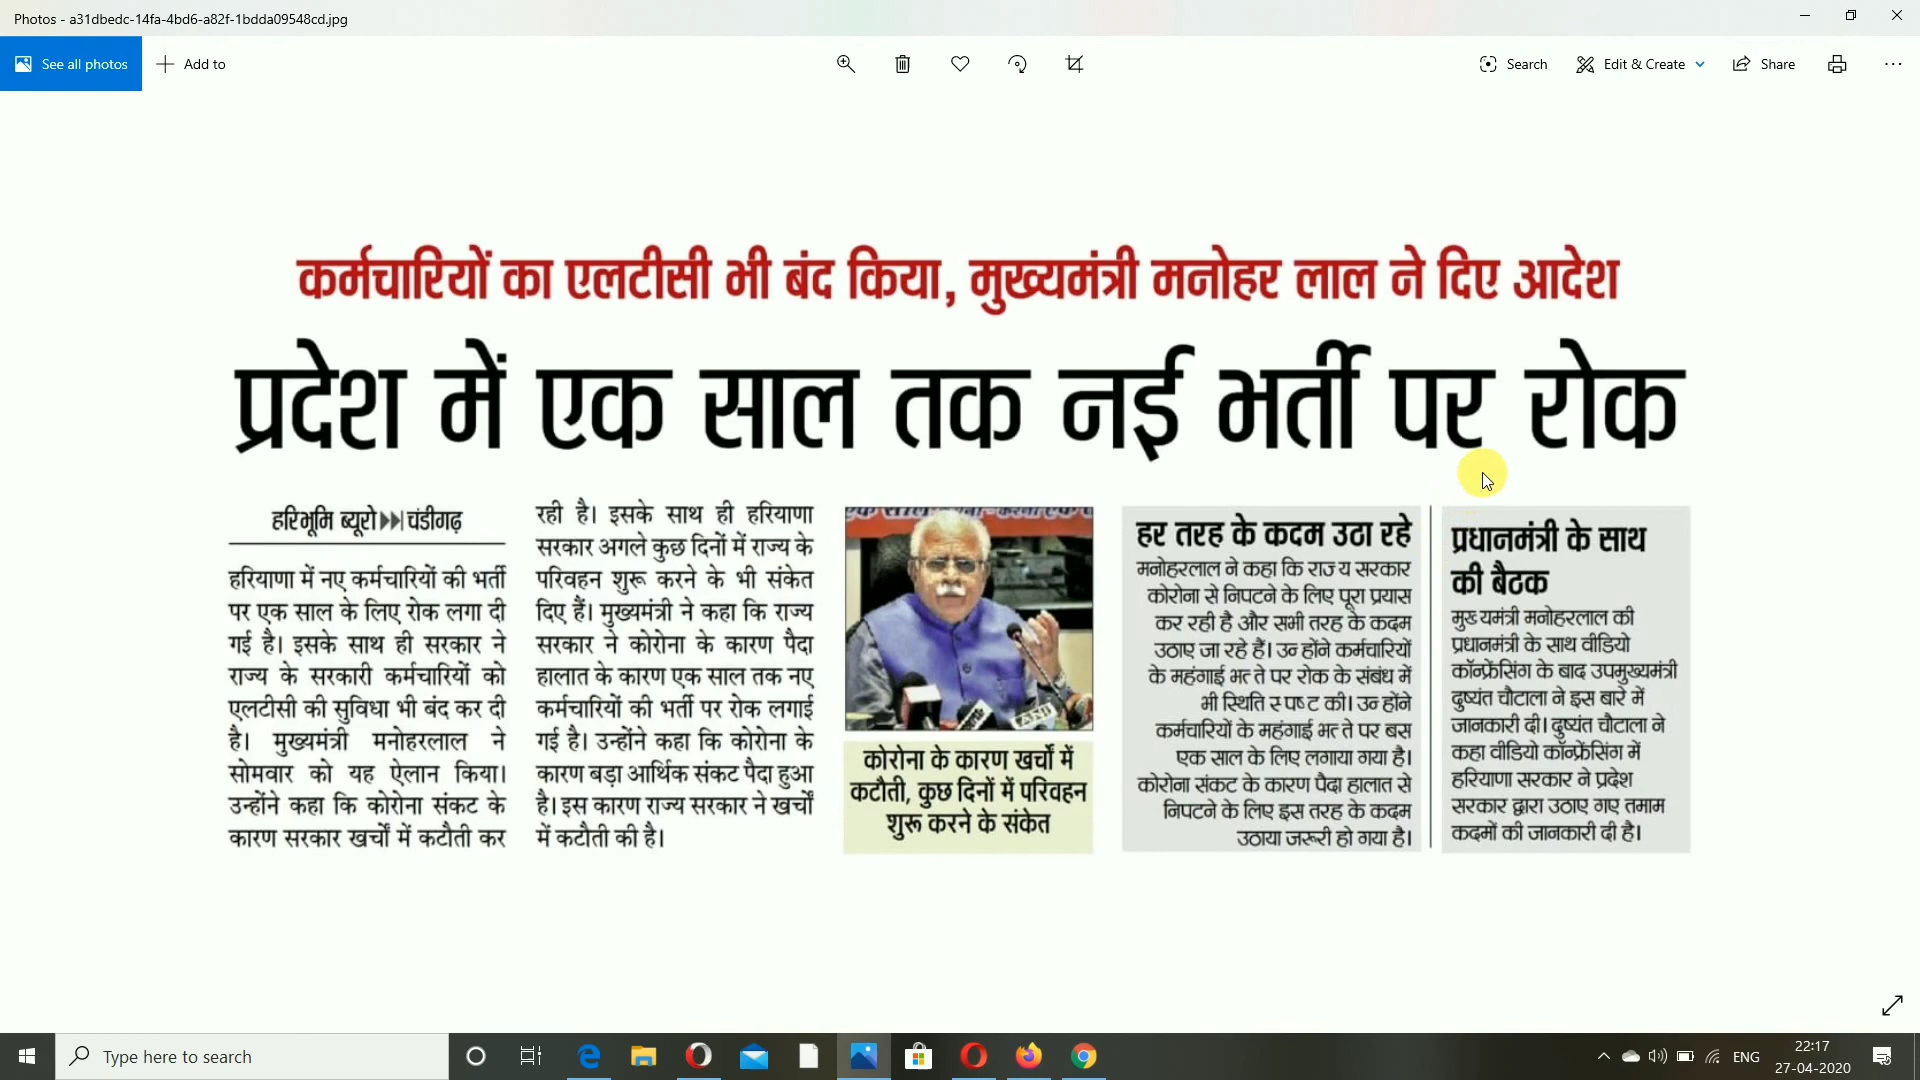 Photos - a31dbedc-14fa-4bd6-a82f-1bdda09548cd.jpg
See all photos
Add to
Search
Edit & Create
Share
कर्मचारियों का एलटीसी भी बंद किया, मुख्यमंत्री मनोहर लाल ने दिए आदेश
प्रदेश में एक साल तक नई भर्ती पर रोक
हरिभूमि ब्यूरो चंडीगढ़
हरियाणा में नए कर्मचारियों की भर्ती
पर एक साल के लिए रोक लगा दी
गई है। इसके साथ ही सरकार ने
राज्य के सरकारी कर्मचारियों को
एलटीसी की सुविधा भी बंद कर दी
है। मुख्यमंत्री मनोहरलाल ने
सोमवार को यह ऐलान किया।
उन्होंने कहा कि कोरोना संकट के
कारण सरकार खर्चों में कटौती कर
रही है। इसके साथ ही हरियाणा
सरकार अगले कुछ दिनों में राज्य के
परिवहन शुरू करने के भी संकेत
दिए हैं। मुख्यमंत्री ने कहा कि राज्य
सरकार ने कोरोना के कारण पैदा
हालात के कारण एक साल तक नए
कर्मचारियों की भर्ती पर रोक लगाई
गई है। उन्होंने कहा कि कोरोना के
कारण बड़ा आर्थिक संकट पैदा हुआ
है। इस कारण राज्य सरकार ने खर्चों
में कटौती की है।
ANI
कोरोना के कारण खर्चों में
कटौती, कुछ दिनों में परिवहन
शुरू करने के संकेत
हर तरह के कदम उठा रहे
मनोहरलाल ने कहा कि राज य सरकार
कोरोना से निपटने के लिए पूरा प्रयास
कर रही है और सभी तरह के कदम
उठाए जा रहे हैं। उन होंने कर्मचारियों
के महंगाई भत ते पर रोक के संबंध में
भी स्थिति स पष ट की। उन होंने
कर्मचारियों के महंगाई भत ते पर बस
एक साल के लिए लगाया गया है।
कोरोना संकट के कारण पैदा हालात से
निपटने के लिए इस तरह के कदम
उठाया जरूरी हो गया है।
प्रधानमंत्री के साथ
की बैठक
मुख यमंत्री मनोहरलाल की
प्रधानमंत्री के साथ वीडियो
कॉन्फ्रेंसिंग के बाद उपमुख्यमंत्री
दुष्यंत चौटाला ने इस बारे में
जानकारी दी। दुष्यंत चौटाला ने
कहा वीडियो कॉन्फ्रेंसिंग में
हरियाणा सरकार ने प्रदेश
सरकार द्वारा उठाए गए तमाम
कदमों की जानकारी दी है।
Type here to search
ENG
22:17
27-04-2020